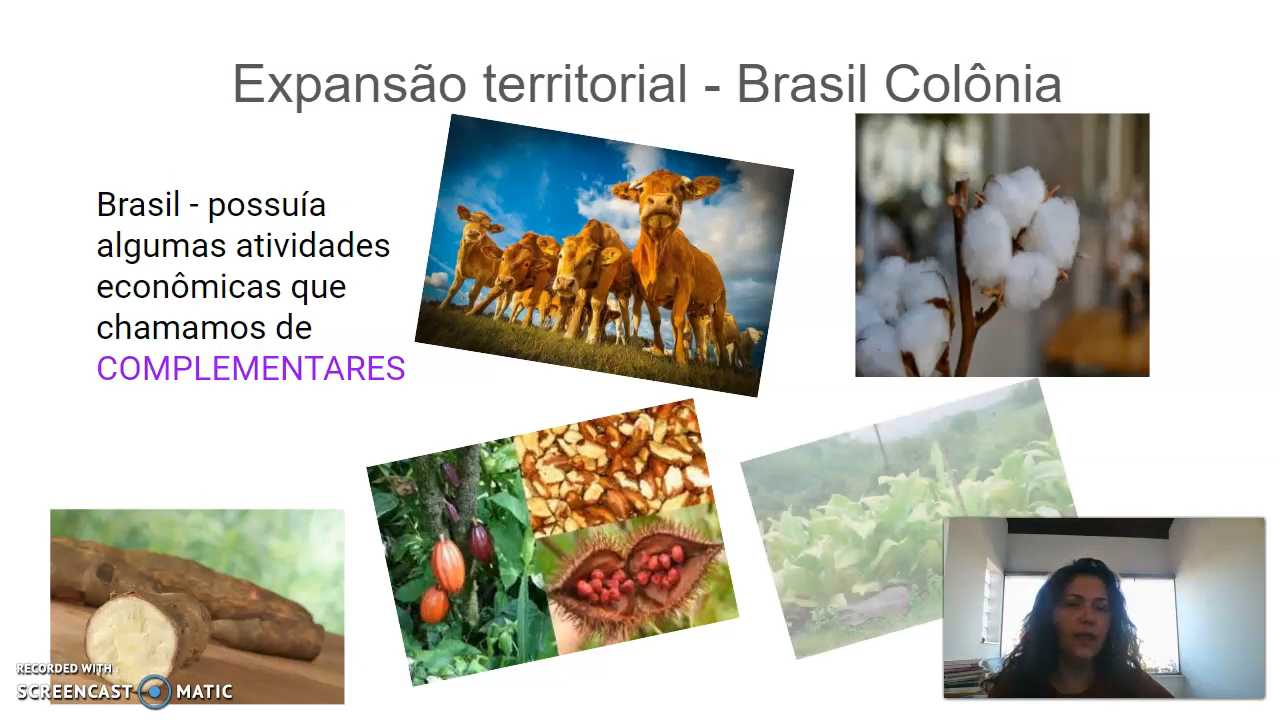 Expansão territorial - Brasil Colônia
Brasil - possuía
algumas atividades
econômicas que
chamamos de
COMPLEMENTARES
RECORDED WITH
SCREENCAST MATIC